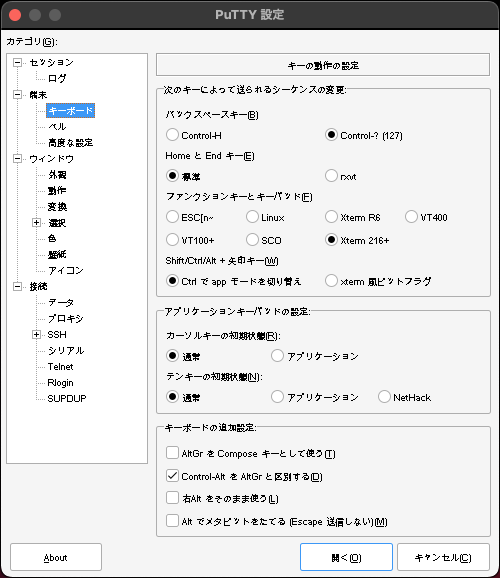 PuTTY 設定
カテゴリ(G):
セッション
ログ
端末
キーボード
ベル
高度な設定
ウィンドウ
外観
動作
変換
選択
色
壁紙
アイコン
接続
データ
プロキシ
SSH
シリアル
Telnet
Rlogin
SUPDUP
キーの動作の設定
次のキーによって送られるシーケンスの変更:
バックスペースキー(B)
Control-H
Control-? (127)
Home と End キー(E)
標準
rxvt
ファンクションキーとキーパッド(F)
ESC[n~
Linux
Xterm R6
VT400
VT100+
SCO
Xterm 216+
Shift/Ctrl/Alt + 矢印キー(W)
Ctrl で app モードを切り替え
xterm 風ビットフラグ
アプリケーションキーパッドの設定:
カーソルキーの初期状態(R):
通常
アプリケーション
テンキーの初期状態(N):
通常
アプリケーション
NetHack
キーボードの追加設定:
AltGr を Compose キーとして使う(T)
Control-Alt を AltGr と区別する(D)
右Alt をそのまま使う(L)
Alt でメタビットをたてる (Escape 送信しない)(M)
About
開く(O)
キャンセル(C)